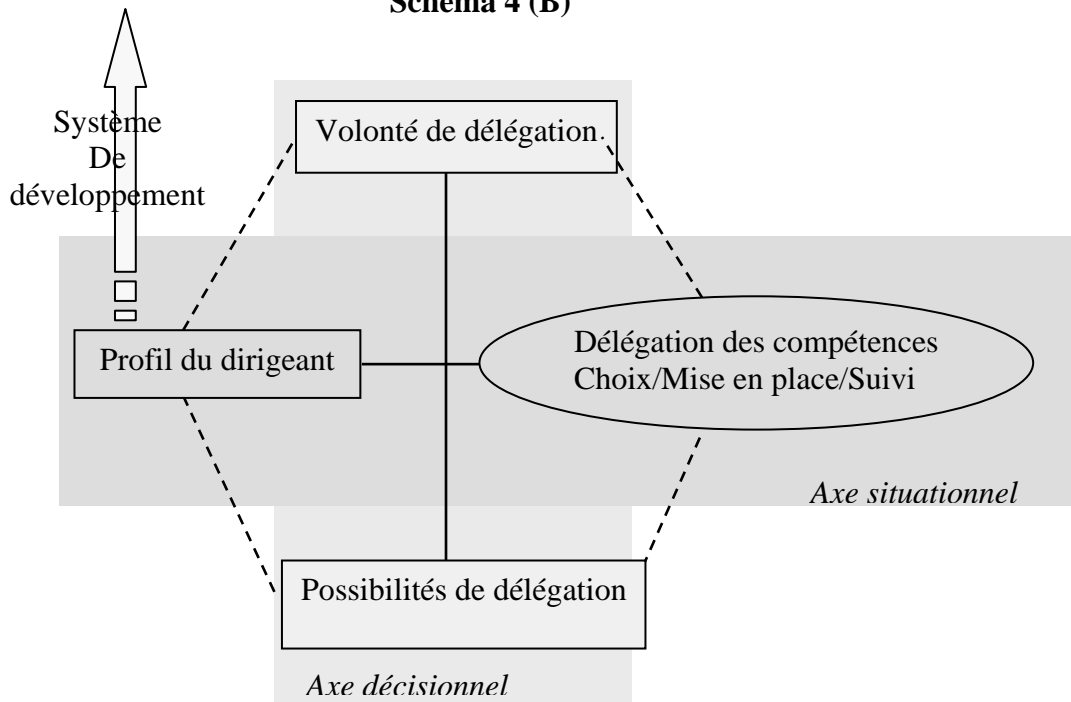 Schéma 4 (B)
Système
De
développement
Volonté de délégation
Profil du dirigeant
Délégation des compétences
Choix/Mise en place/Suivi
Axe situationnel
Possibilités de délégation
Axe décisionnel